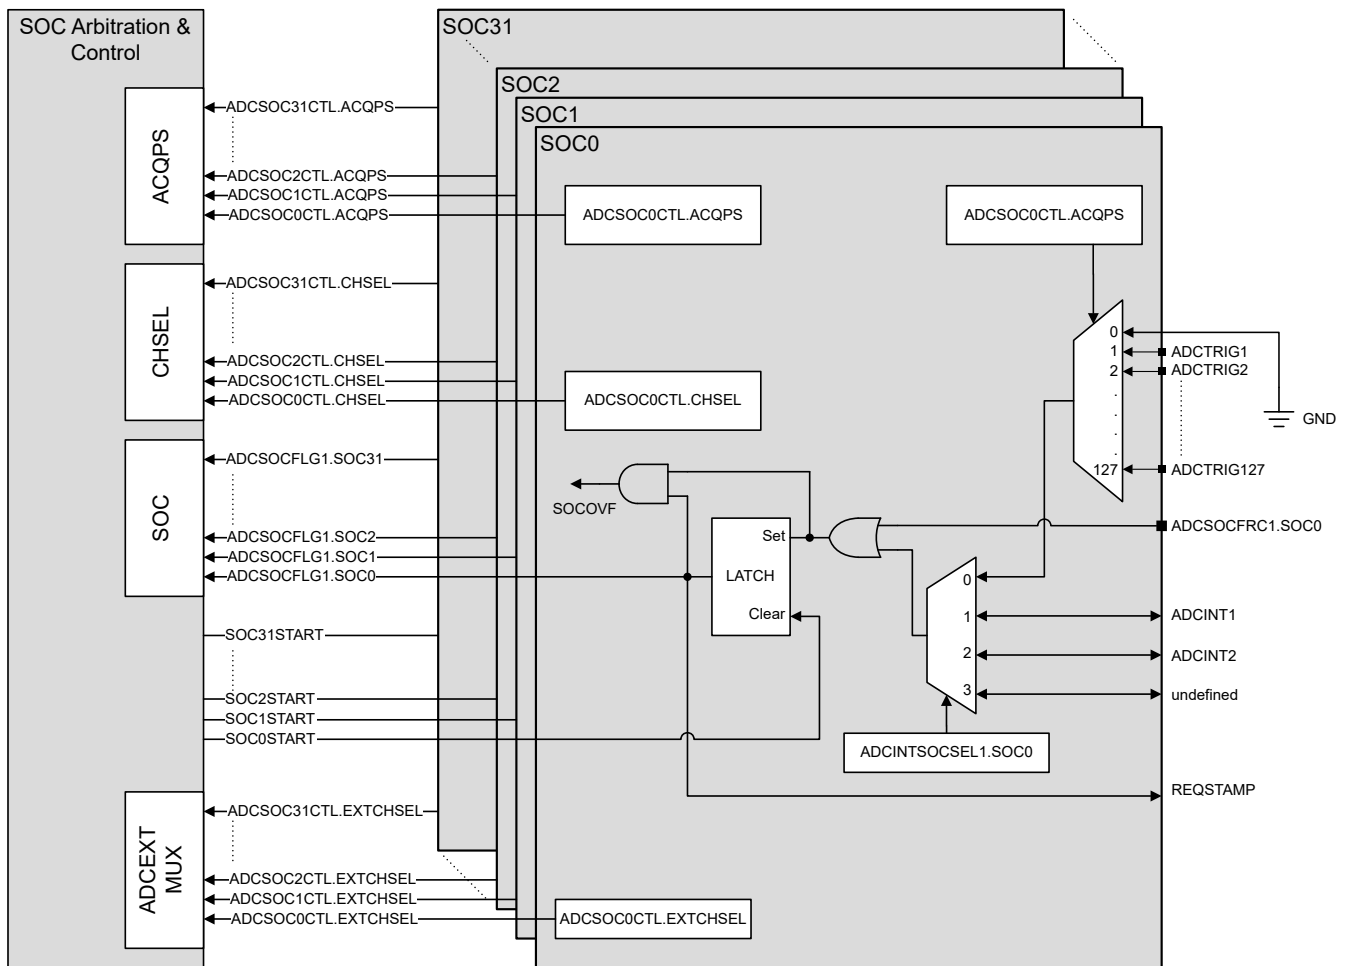 SOC Arbitration &
Control
SOC31
SOC2
SOC1
SOC0
ACQPS
ADCSOC31CTL.ACQPS
ADCSOC2CTL.ACQPS
ADCSOC1CTL.ACQPS
ADCSOC0CTL.ACQPS
ADCSOC0CTL.ACQPS
ADCSOC0CTL.ACQPS
CHSEL
ADCSOC31CTL.CHSEL
ADCSOC2CTL.CHSEL
ADCSOC1CTL.CHSEL
ADCSOC0CTL.CHSEL
ADCSOC0CTL.CHSEL
0
1
2
.
.
.
.
127
ADCTRIG1
ADCTRIG2
ADCTRIG127
GND
SOC
ADCSOCFLG1.SOC31
ADCSOCFLG1.SOC2
ADCSOCFLG1.SOC1
ADCSOCFLG1.SOC0
SOCOVF
Set
LATCH
Clear
ADCSOCFRC1.SOC0
0
1
2
3
ADCINT1
ADCINT2
undefined
ADCINTSOCSEL1.SOC0
REQSTAMP
SOC31START
SOC2START
SOC1START
SOC0START
ADCEXT
MUX
ADCSOC31CTL.EXTCHSEL
ADCSOC2CTL.EXTCHSEL
ADCSOC1CTL.EXTCHSEL
ADCSOC0CTL.EXTCHSEL
ADCSOC0CTL.EXTCHSEL